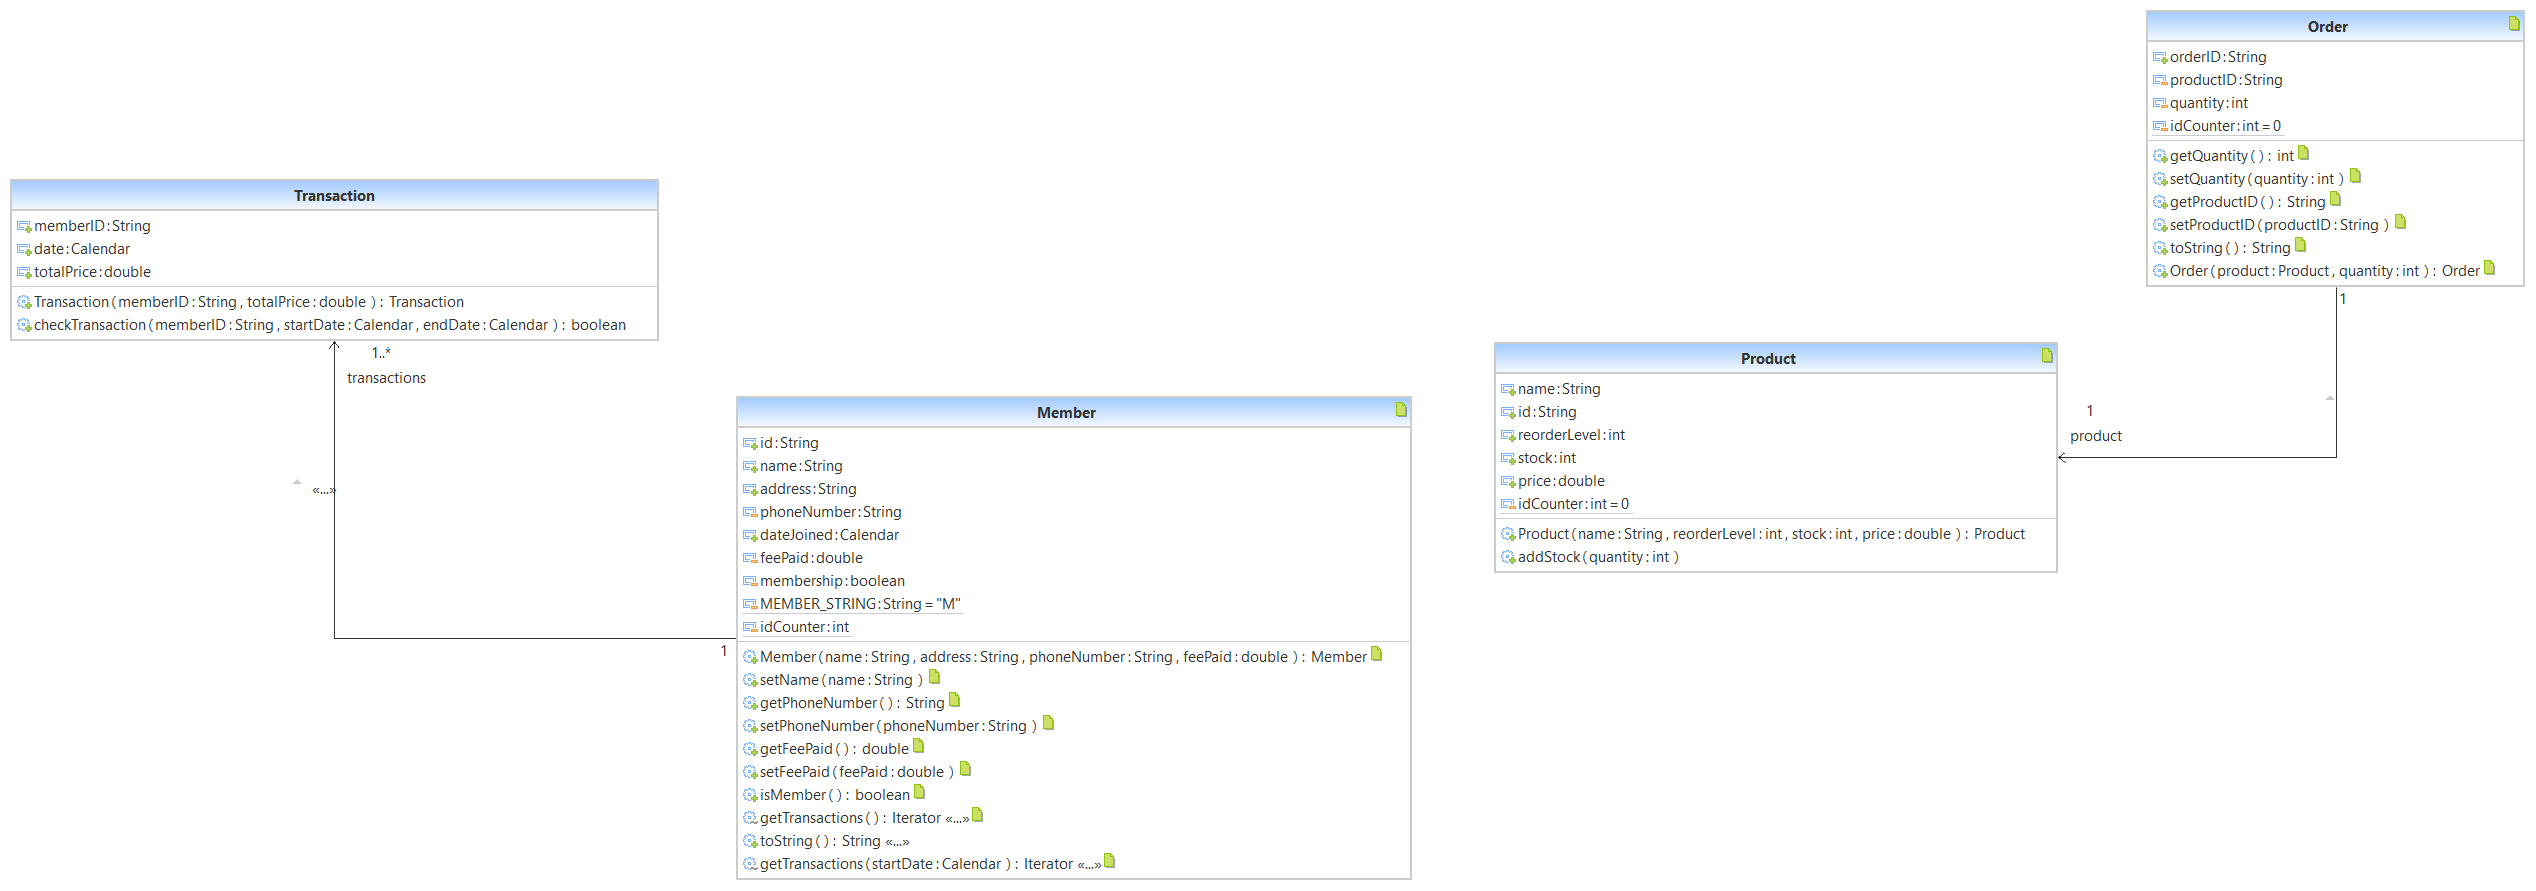 Transaction
memberID:String
date:Calendar
totalPrice:double
Transaction(memberID:String, totalPrice:double ): Transaction
checkTransaction(memberID:String, startDate:Calendar, endDate:Calendar ): boolean
1..*
transactions
«...»
1
Member
id:String
name:String
address:String
phoneNumber:String
dateJoined:Calendar
feePaid:double
membership:boolean
MEMBER_STRING:String = "M"
idCounter:int
Member(name:String, address:String, phoneNumber:String, feePaid:double ): Member
setName(name:String )
getPhoneNumber(): String
setPhoneNumber(phoneNumber:String )
getFeePaid(): double
setFeePaid(feePaid:double )
isMember(): boolean
getTransactions(): Iterator «...»
toString(): String «...»
getTransactions(startDate:Calendar ): Iterator «...»
Product
name:String
id:String
reorderLevel:int
stock:int
price:double
idCounter:int = 0
Product(name:String, reorderLevel:int, stock:int, price:double ): Product
addStock(quantity:int )
1
product
Order
orderID:String
productID:String
quantity:int
idCounter:int = 0
getQuantity(): int
setQuantity(quantity:int )
getProductID(): String
setProductID(productID:String )
toString(): String
Order(product:Product, quantity:int ): Order
1